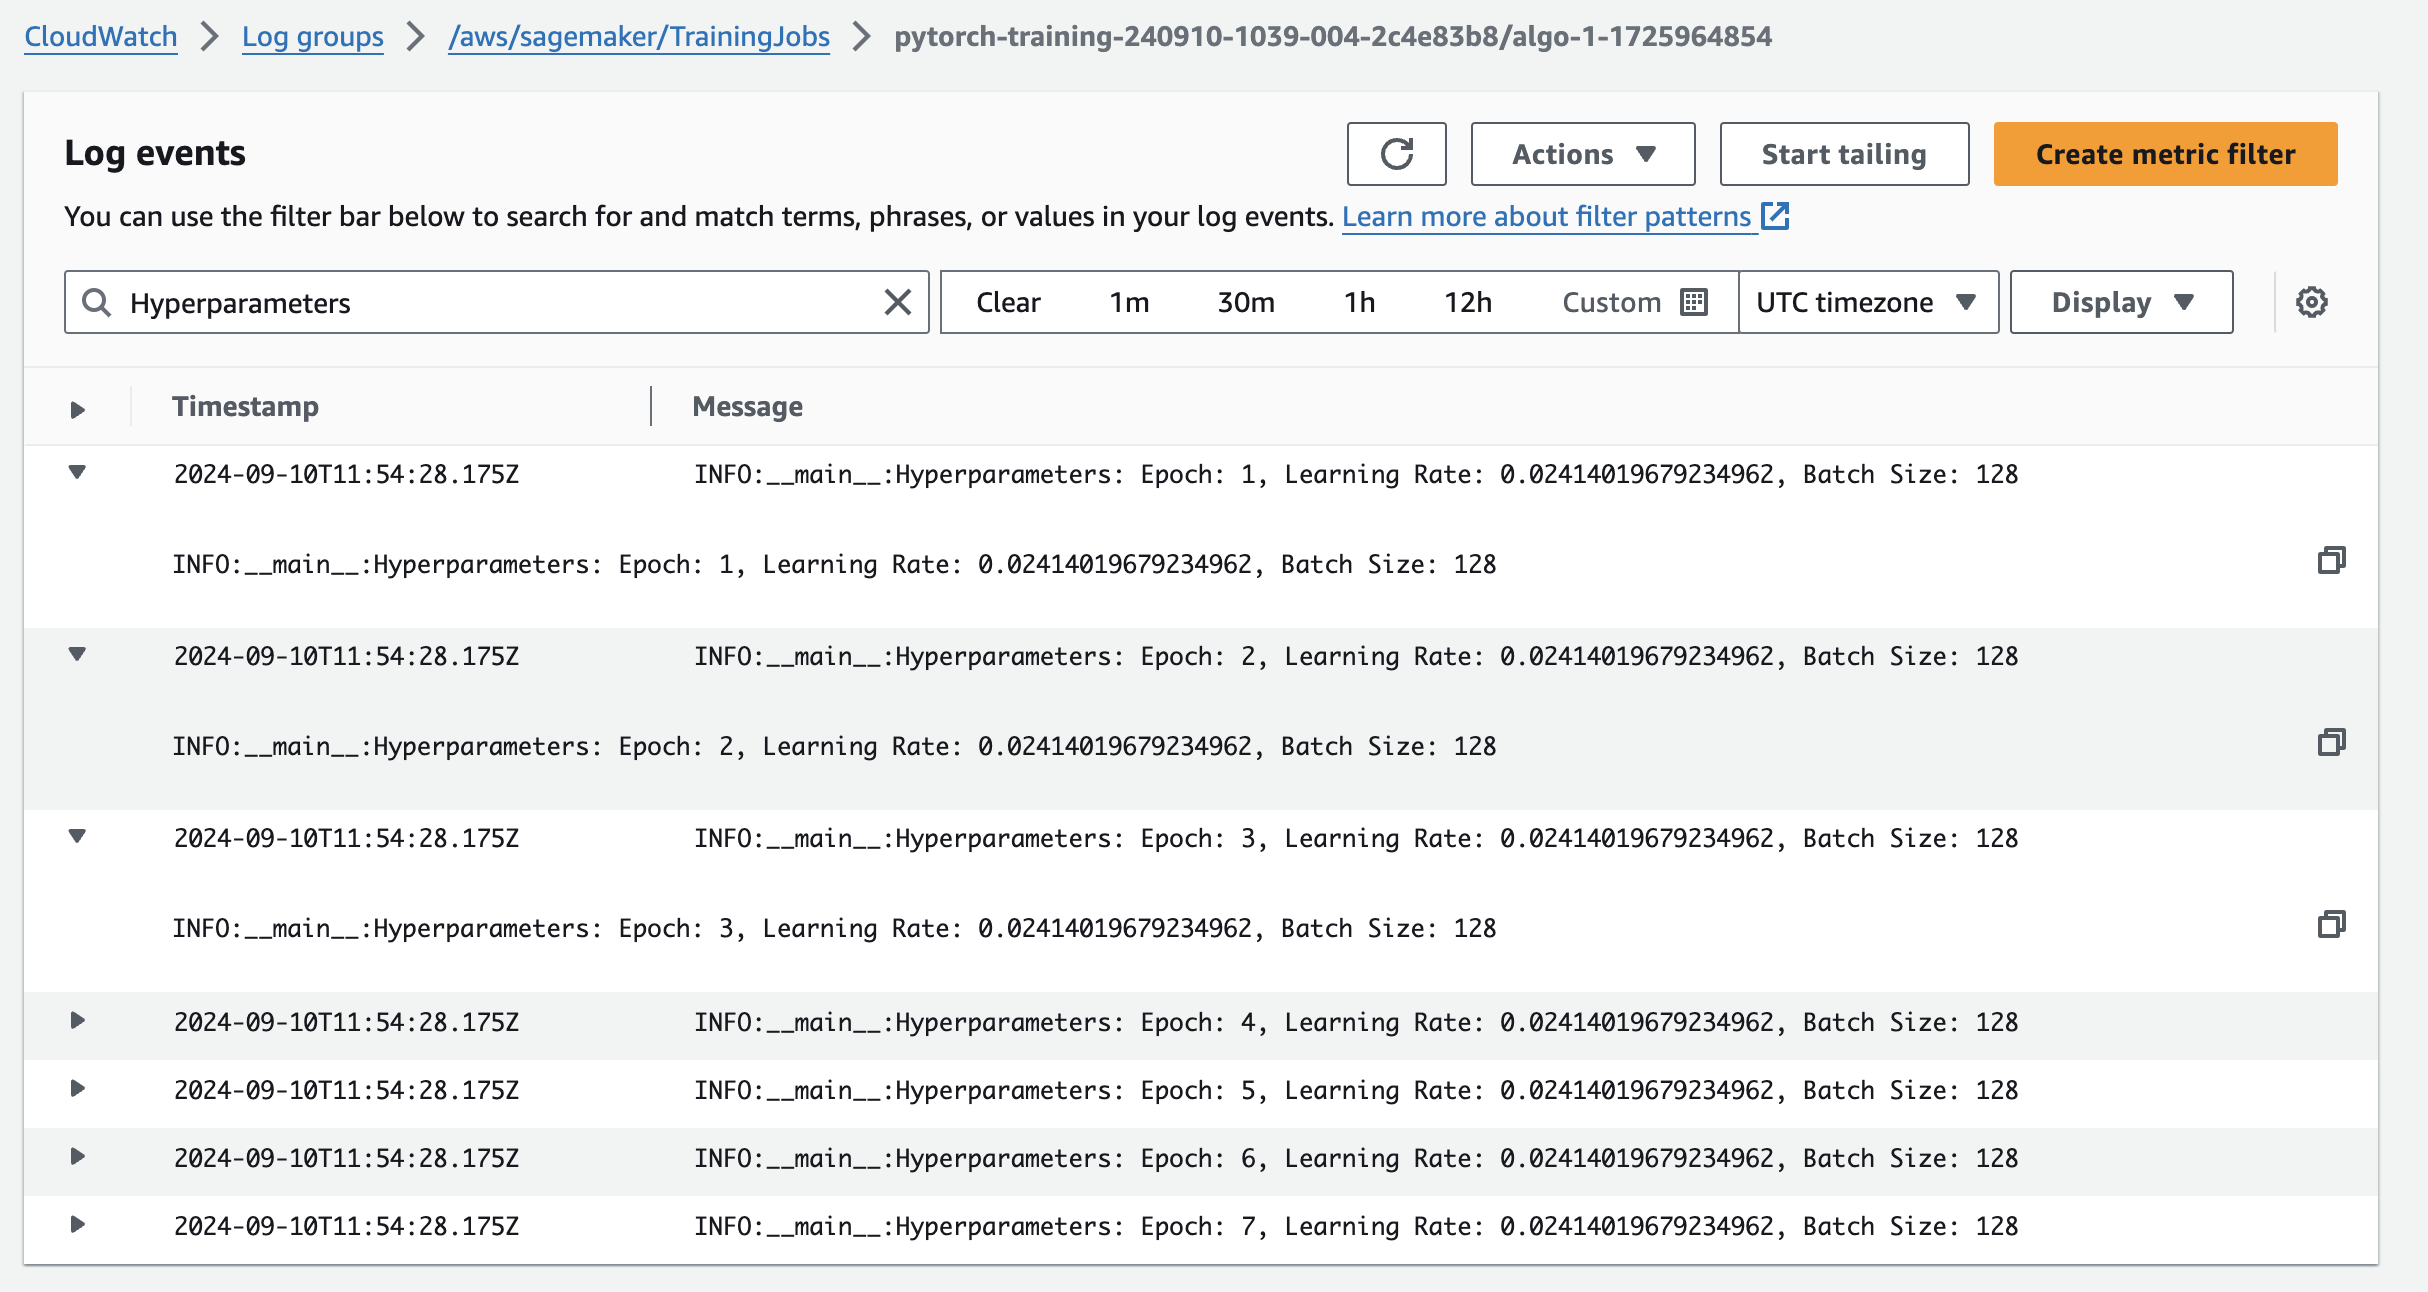 CloudWatch > Log groups > /aws/sagemaker/TrainingJobs > pytorch-training-240910-1039-004-2c4e83b8/algo-1-1725964854
Log events
Actions Start tailing Create metric filter
You can use the filter bar below to search for and match terms, phrases, or values in your log events. Learn more about filter patterns
Hyperparameters Clear 1m 30m 1h 12h Custom UTC timezone Display
Timestamp Message
2024-09-10T11:54:28.175Z INFO:__main__:Hyperparameters: Epoch: 1, Learning Rate: 0.02414019679234962, Batch Size: 128
INFO:__main__:Hyperparameters: Epoch: 1, Learning Rate: 0.02414019679234962, Batch Size: 128
2024-09-10T11:54:28.175Z INFO:__main__:Hyperparameters: Epoch: 2, Learning Rate: 0.02414019679234962, Batch Size: 128
INFO:__main__:Hyperparameters: Epoch: 2, Learning Rate: 0.02414019679234962, Batch Size: 128
2024-09-10T11:54:28.175Z INFO:__main__:Hyperparameters: Epoch: 3, Learning Rate: 0.02414019679234962, Batch Size: 128
INFO:__main__:Hyperparameters: Epoch: 3, Learning Rate: 0.02414019679234962, Batch Size: 128
2024-09-10T11:54:28.175Z INFO:__main__:Hyperparameters: Epoch: 4, Learning Rate: 0.02414019679234962, Batch Size: 128
2024-09-10T11:54:28.175Z INFO:__main__:Hyperparameters: Epoch: 5, Learning Rate: 0.02414019679234962, Batch Size: 128
2024-09-10T11:54:28.175Z INFO:__main__:Hyperparameters: Epoch: 6, Learning Rate: 0.02414019679234962, Batch Size: 128
2024-09-10T11:54:28.175Z INFO:__main__:Hyperparameters: Epoch: 7, Learning Rate: 0.02414019679234962, Batch Size: 128